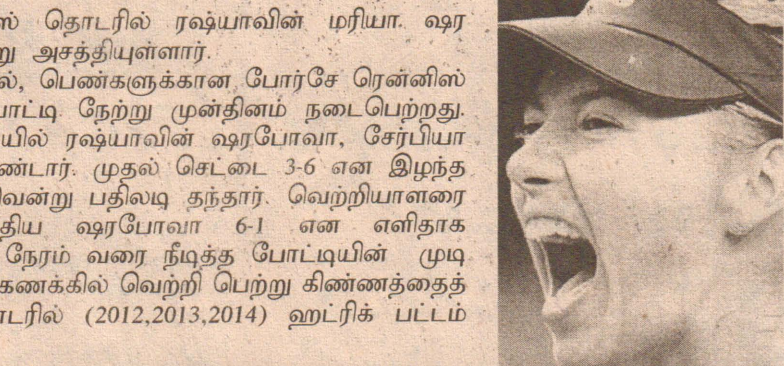 ஸ் தொடரில் ரஷ்யாவின் மரியா ஷர
று அசத்தியுள்ளார்.
ல், பெண்களுக்கான போர்சே ரென்னிஸ்
பாட்டி நேற்று முன்தினம் நடைபெற்றது.
யில் ரஷ்யாவின் ஷரபோவா, சேர்பியா
ண்டார். முதல் செட்டை 3-6 என இழந்த
வென்று பதிலடி தந்தார். வெற்றியாளரை
திய ஷரபோவா 6-1 என எளிதாக
நேரம் வரை நீடித்த போட்டியின் முடி
கணக்கில் வெற்றி பெற்று கிண்ணத்தைத்
டரில் (2012,2013,2014) ஹட்ரிக் பட்டம்